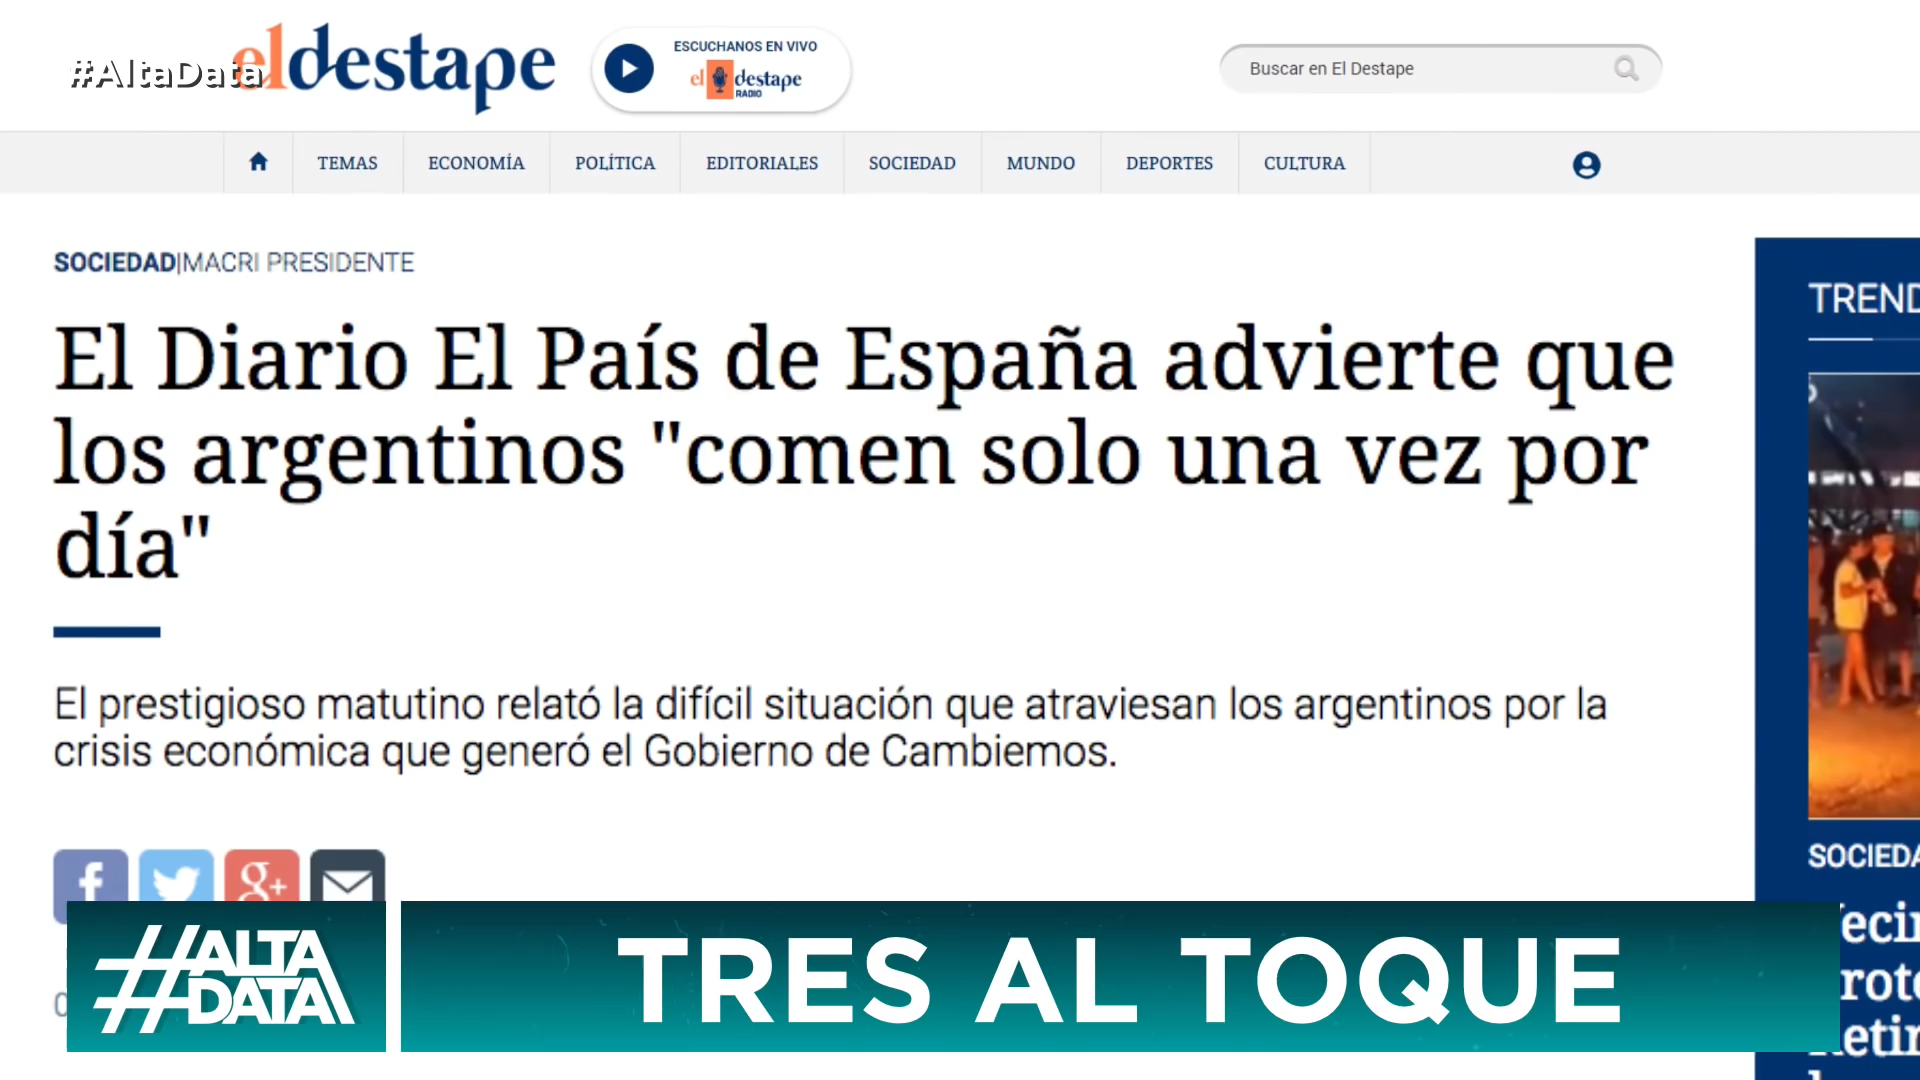 #AltaData
eldestape
ESCUCHANOS EN VIVO
el destape
RADIO
Buscar en El Destape
TEMAS
ECONOMÍA
POLÍTICA
EDITORIALES
SOCIEDAD
MUNDO
DEPORTES
CULTURA
SOCIEDAD|MACRI PRESIDENTE
El Diario El País de España advierte que
los argentinos "comen solo una vez por
día"
El prestigioso matutino relató la difícil situación que atraviesan los argentinos por la
crisis económica que generó el Gobierno de Cambiemos.
TREND
SOCIEDA
#ALTA
DATA
TRES AL TOQUE